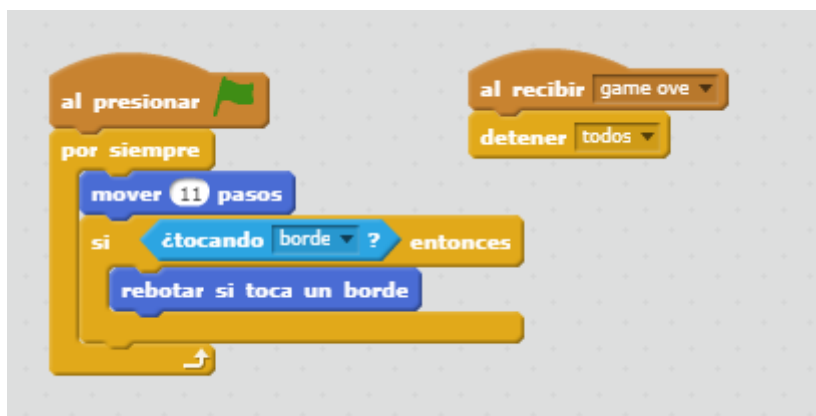 al presionar
por siempre
mover 11 pasos
si ¿tocando borde ? entonces
rebotar si toca un borde
al recibir game ove
detener todos